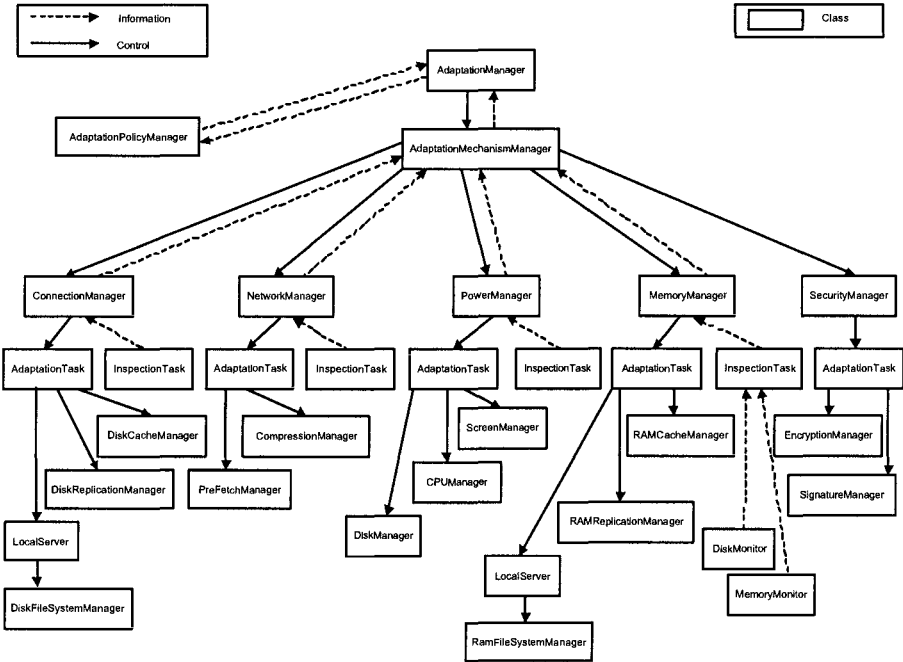 Information
Control
Class
AdaptationManager
AdaptationPolicyManager
AdaptationMechanismManager
ConnectionManager
NetworkManager
PowerManager
MemoryManager
SecurityManager
AdaptationTask
InspectionTask
AdaptationTask
InspectionTask
AdaptationTask
InspectionTask
AdaptationTask
InspectionTask
AdaptationTask
DiskCacheManager
CompressionManager
ScreenManager
RAMCacheManager
EncryptionManager
DiskReplicationManager
PreFetchManager
CPUManager
SignatureManager
RAMReplicationManager
DiskManager
LocalServer
DiskMonitor
LocalServer
MemoryMonitor
DiskFileSystemManager
RamFileSystemManager